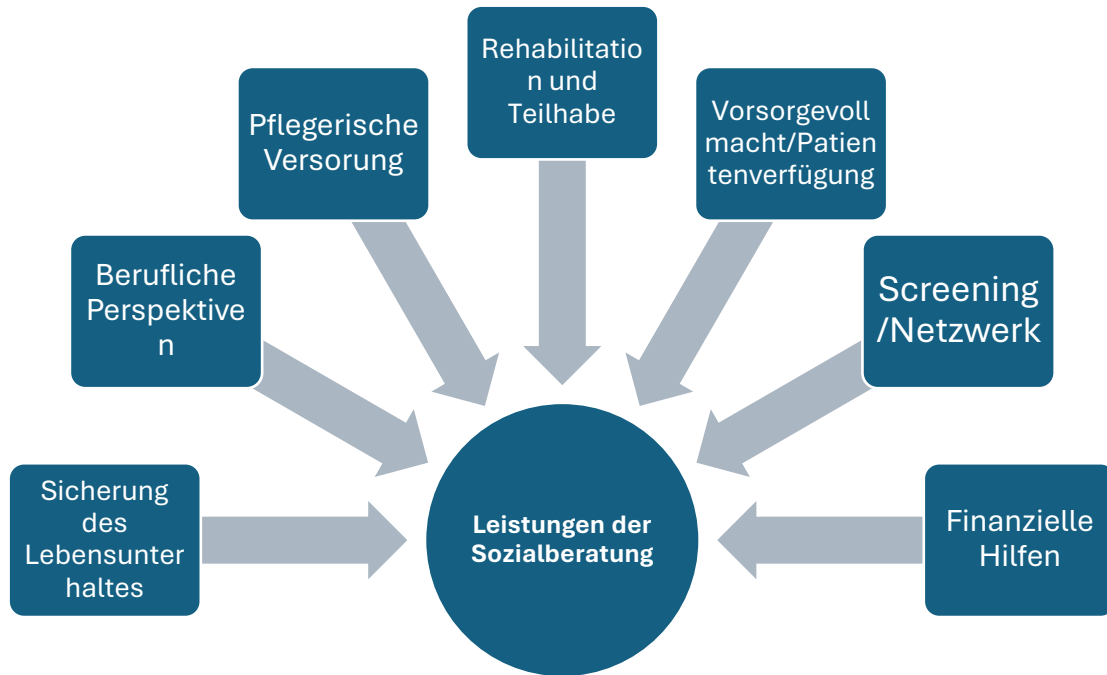 Rehabilitatio
n und
Teilhabe
Pflegerische
Versorung
Vorsorgevoll
macht/Patien
tenverfügung
Berufliche
Perspektive
n
Screening
/Netzwerk
Sicherung
des
Lebensunter
haltes
Leistungen der
Sozialberatung
Finanzielle
Hilfen